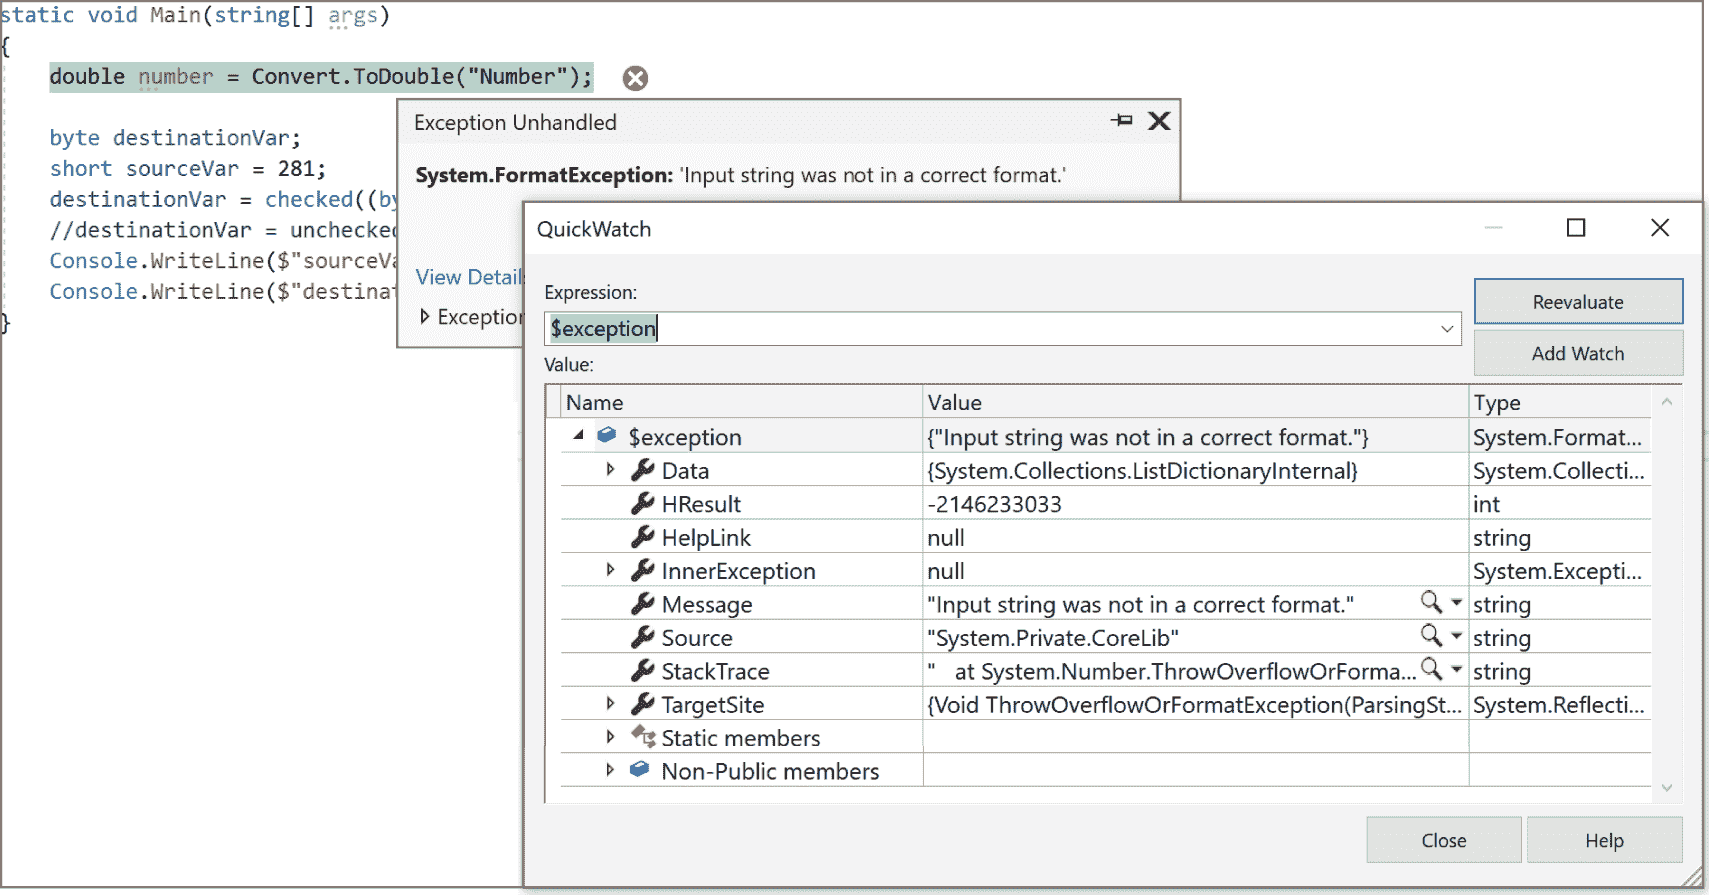 static void Main(string[] args)
{
double number = Convert.ToDouble("Number");
byte destinationVar;
short sourceVar = 281;
destinationVar = checked((by
//destinationVar = unchecked
Console.WriteLine($"sourceVa
Console.WriteLine($"destinat
}
Exception Unhandled
System.FormatException: 'Input string was not in a correct format.'
View Details
Exception
QuickWatch
Expression:
$exception
Reevaluate
Add Watch
Value:
Name Value Type
$exception {"Input string was not in a correct format."} System.Format...
Data {System.Collections.ListDictionaryInternal} System.Collecti...
HResult -2146233033 int
HelpLink null string
InnerException null System.Excepti...
Message "Input string was not in a correct format." string
Source "System.Private.CoreLib" string
StackTrace "   at System.Number.ThrowOverflowOrForma... string
TargetSite {Void ThrowOverflowOrFormatException(ParsingSt... System.Reflecti...
Static members
Non-Public members
Close Help